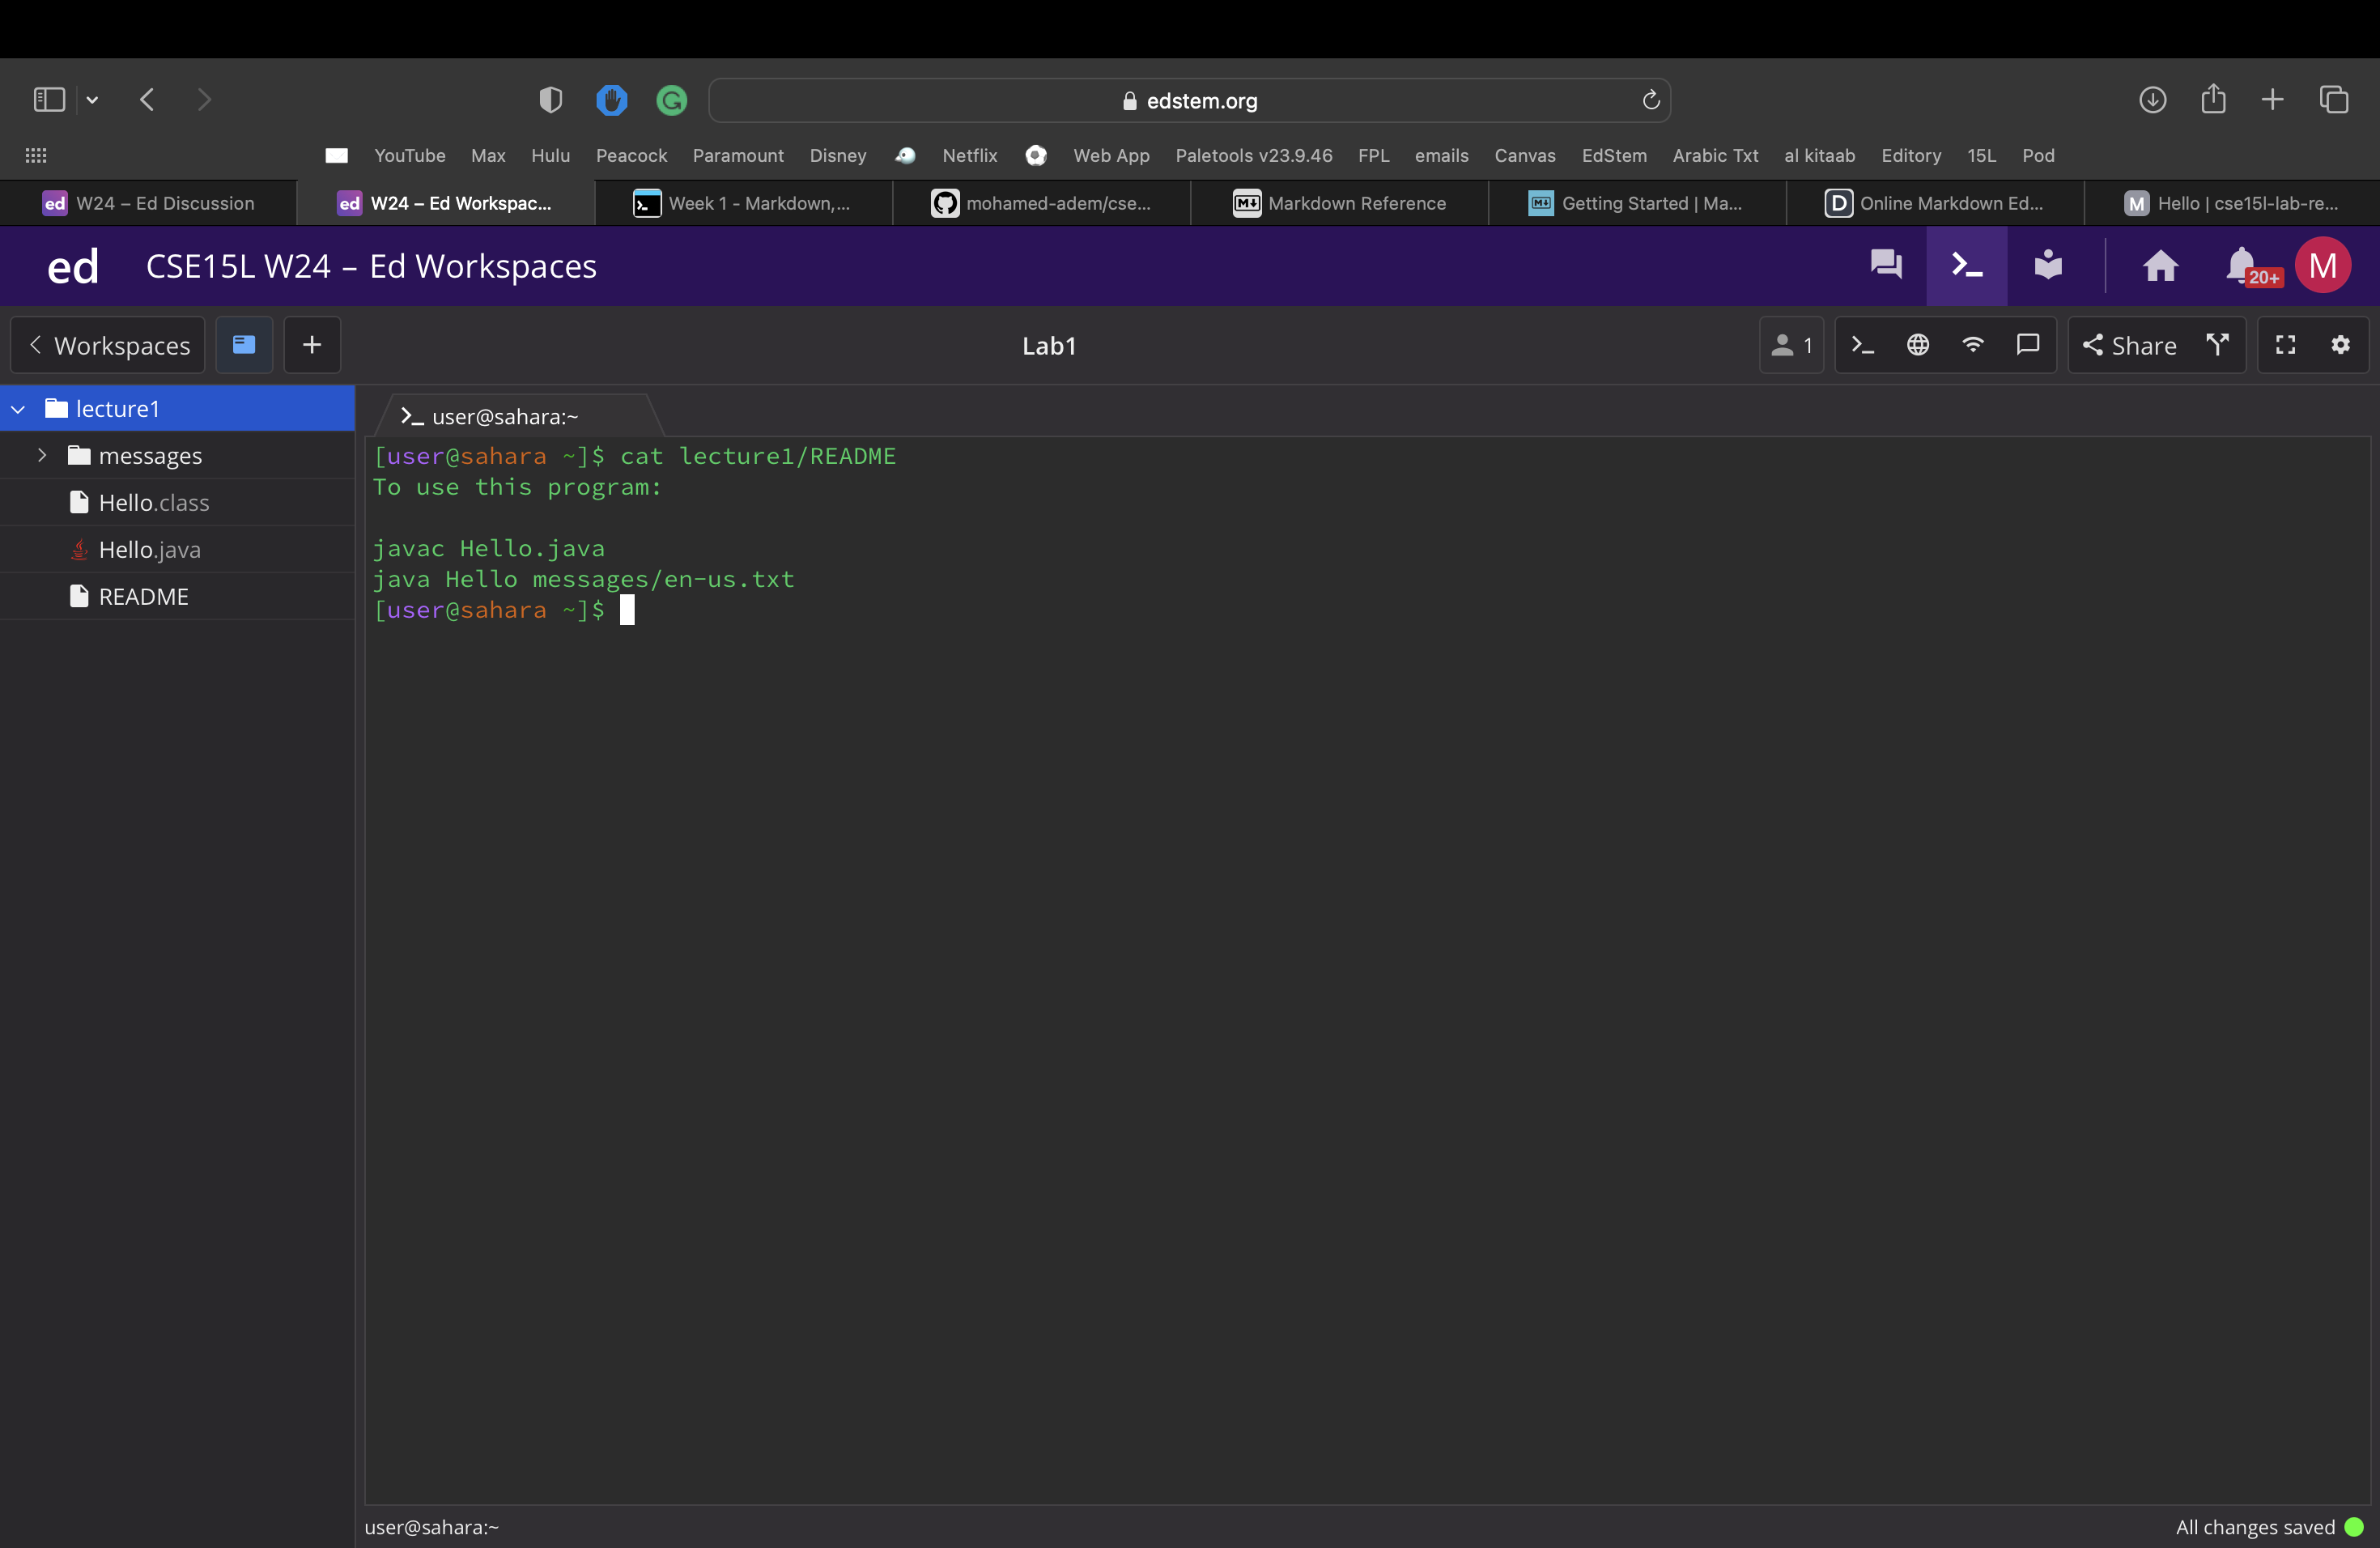 edstem.org
YouTube Max Hulu Peacock Paramount Disney Netflix Web App Paletools v23.9.46 FPL emails Canvas EdStem Arabic Txt al kitaab Editory 15L Pod
ed W24 – Ed Discussion ed W24 – Ed Workspac... Week 1 - Markdown,... mohamed-adem/cse... Markdown Reference Getting Started | Ma... D Online Markdown Ed... M Hello | cse15l-lab-re...
ed CSE15L W24 – Ed Workspaces 20+ M
Workspaces Lab1 1 Share
lecture1
messages
Hello.class
Hello.java
README
user@sahara:~
[user@sahara ~]$ cat lecture1/README
To use this program:
javac Hello.java
java Hello messages/en-us.txt
[user@sahara ~]$
user@sahara:~ All changes saved